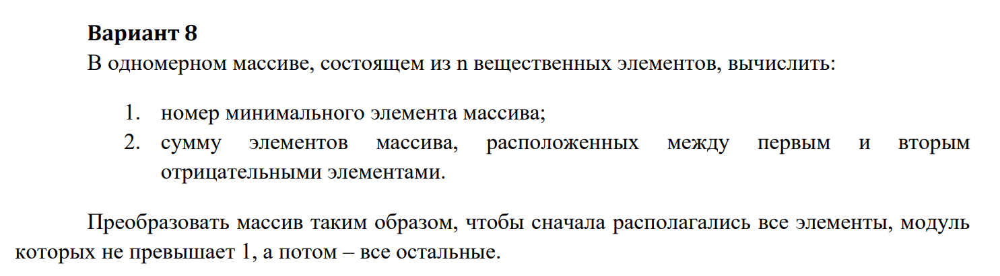 Вариант 8
В одномерном массиве, состоящем из n вещественных элементов, вычислить:
1. номер минимального элемента массива;
2. сумму элементов массива, расположенных между первым и вторым
отрицательными элементами.
Преобразовать массив таким образом, чтобы сначала располагались все элементы, модуль
которых не превышает 1, а потом – все остальные.